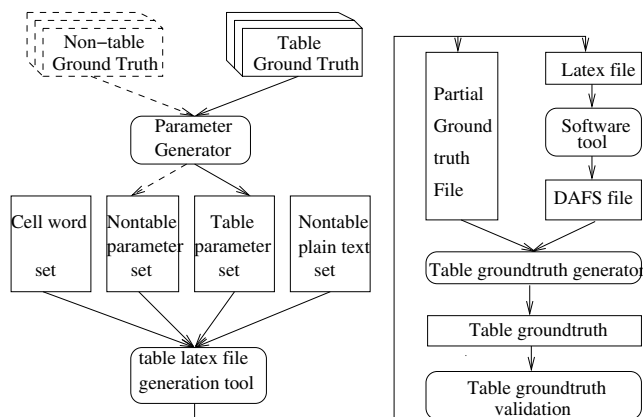 Non-table
Ground Truth
Table
Ground Truth
Parameter
Generator
Cell word
set
Nontable
parameter
set
Table
parameter
set
Nontable
plain text
set
table latex file
generation tool
Partial
Ground
truth
File
Latex file
Software
tool
DAFS file
Table groundtruth generator
Table groundtruth
Table groundtruth
validation